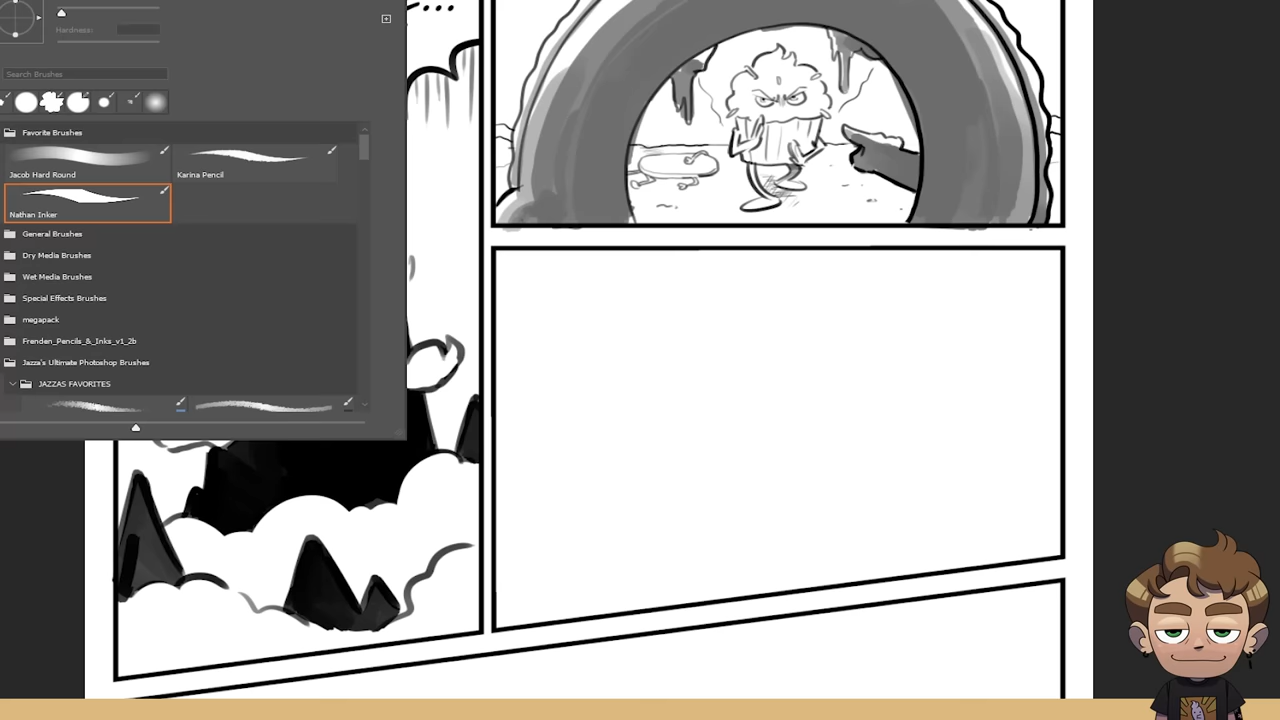 Hardness:
Search Brushes
Favorite Brushes
Jacob Hard Round
Karina Pencil
Nathan Inker
General Brushes
Dry Media Brushes
Wet Media Brushes
Special Effects Brushes
megapack
Frenden_Pencils_&_Inks_v1_2b
Jazza's Ultimate Photoshop Brushes
JAZZAS FAVORITES